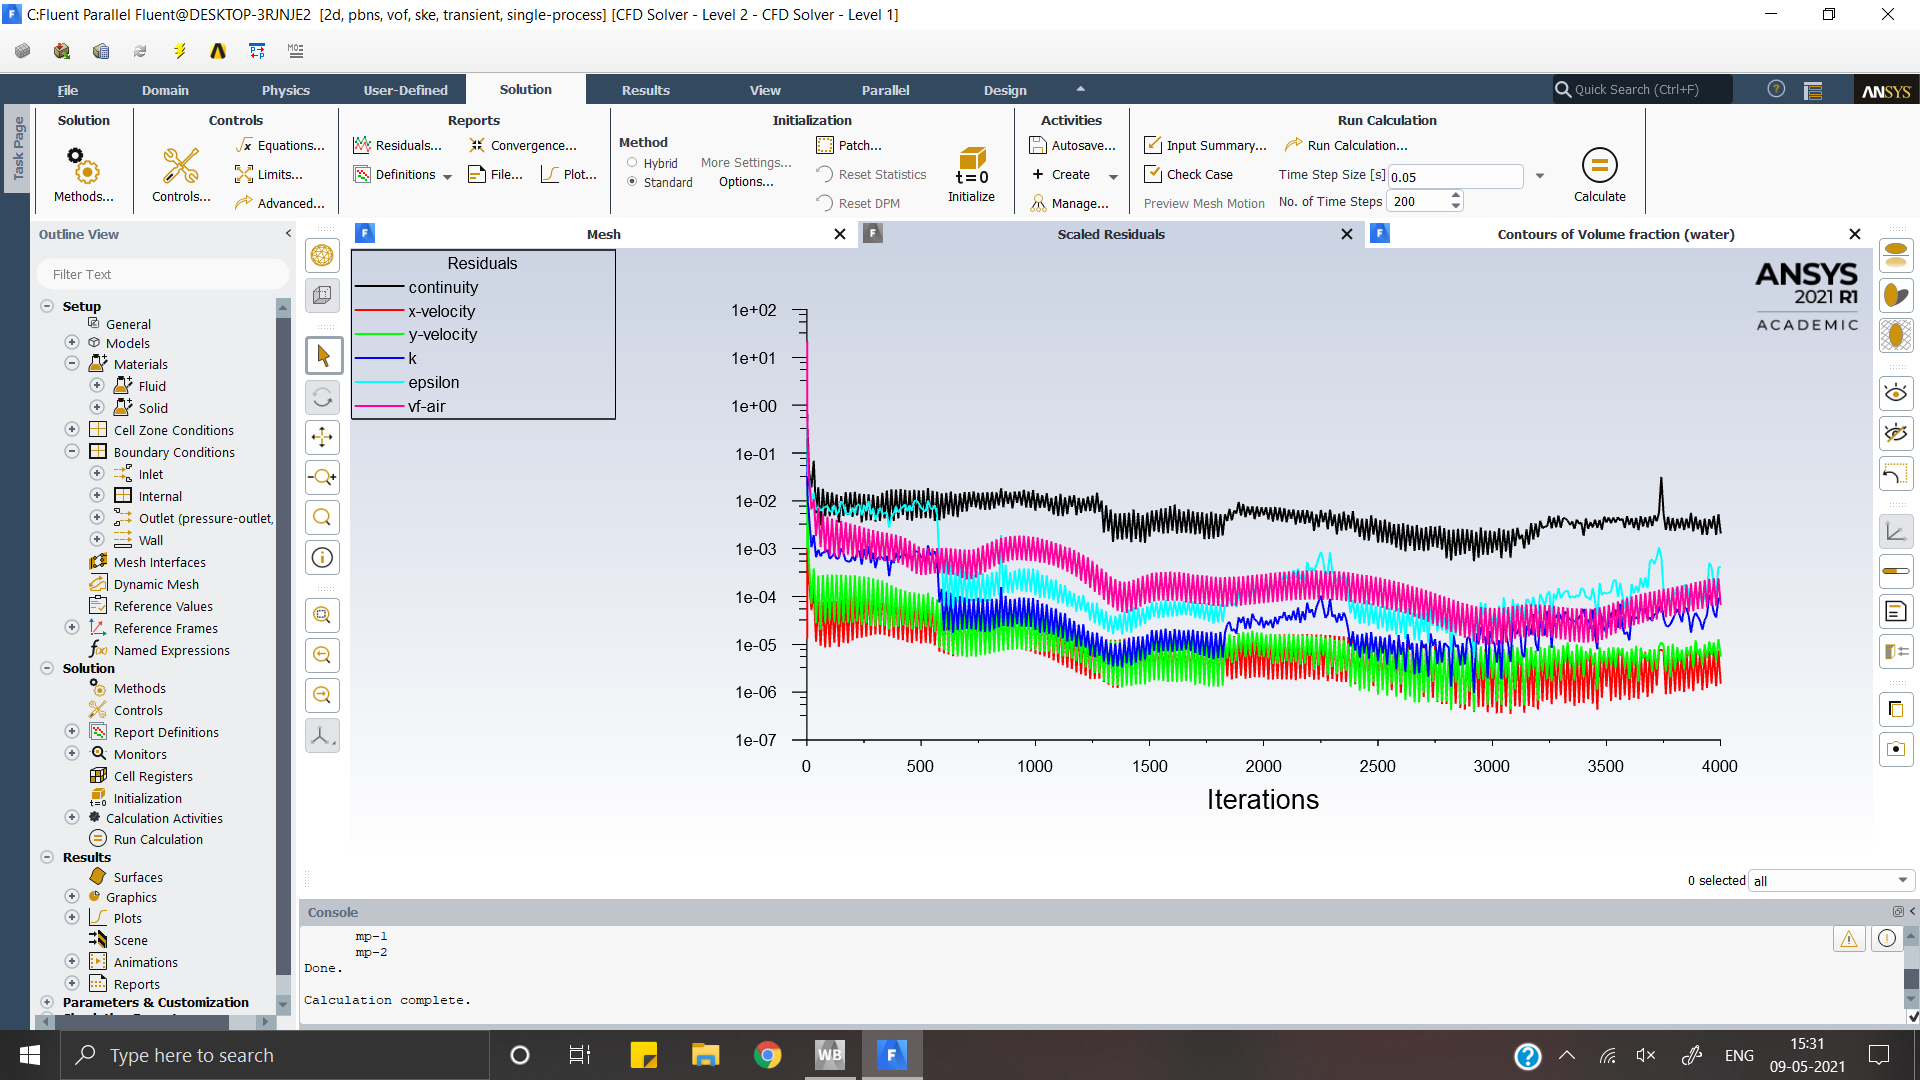 C:Fluent Parallel Fluent@DESKTOP-3RJNJE2 [2d, pbns, vof, ske, transient, single-process] [CFD Solver - Level 2 - CFD Solver - Level 1]
File Domain Physics User-Defined Solution Results View Parallel Design Quick Search (Ctrl+F) ANSYS
Task Page
Solution
Methods...
Controls
Controls...
Equations...
Limits...
Advanced...
Reports
Residuals...
Convergence...
Definitions
File...
Plot...
Initialization
Method
Hybrid
More Settings...
Standard
Options...
Patch...
Reset Statistics
Reset DPM
t=0
Initialize
Activities
Autosave...
Create
Manage...
Run Calculation
Input Summary...
Run Calculation...
Check Case
Time Step Size [s] 0.05
Preview Mesh Motion
No. of Time Steps 200
Calculate
Outline View
Filter Text
Setup
General
Models
Materials
Fluid
Solid
Cell Zone Conditions
Boundary Conditions
Inlet
Internal
Outlet (pressure-outlet,
Wall
Mesh Interfaces
Dynamic Mesh
Reference Values
Reference Frames
Named Expressions
Solution
Methods
Controls
Report Definitions
Monitors
Cell Registers
Initialization
Calculation Activities
Run Calculation
Results
Surfaces
Graphics
Plots
Scene
Animations
Reports
Parameters & Customization
Mesh
Scaled Residuals
Contours of Volume fraction (water)
Residuals
continuity
x-velocity
y-velocity
k
epsilon
vf-air
ANSYS
2021 R1
ACADEMIC
1e+02
1e+01
1e+00
1e-01
1e-02
1e-03
1e-04
1e-05
1e-06
1e-07
0 500 1000 1500 2000 2500 3000 3500 4000
Iterations
0 selected all
Console
mp-1
mp-2
Done.
Calculation complete.
Type here to search
WB
F
ENG
15:31
09-05-2021